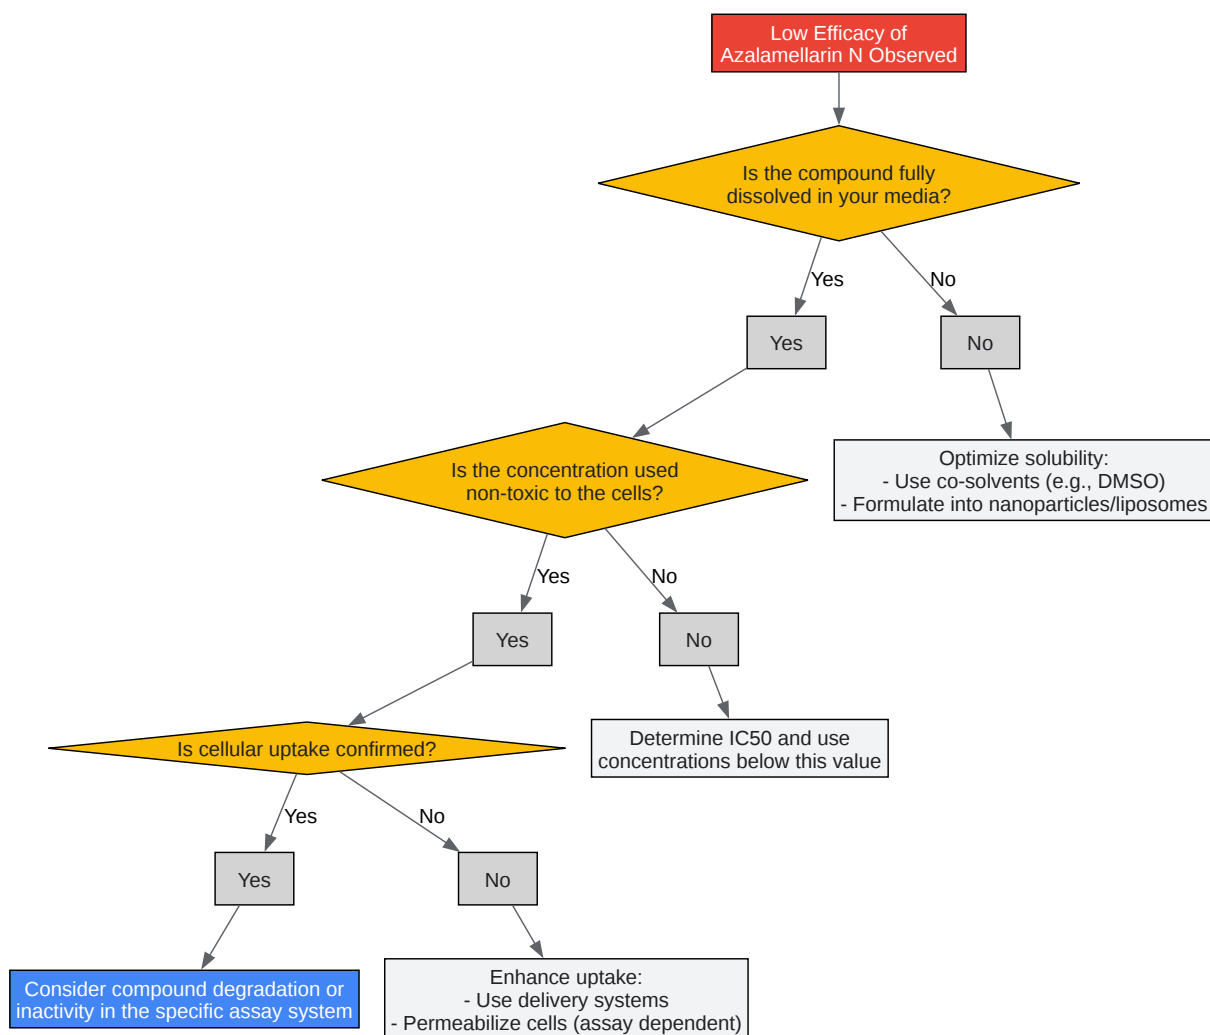 Low Efficacy of
Azalamellarin N Observed
Is the compound fully
dissolved in your media?
Yes
No
Yes
No
Is the concentration used
non-toxic to the cells?
Optimize solubility:
- Use co-solvents (e.g., DMSO)
- Formulate into nanoparticles/liposomes
Yes
No
Yes
No
Is cellular uptake confirmed?
Determine IC50 and use
concentrations below this value
Yes
No
Yes
No
Consider compound degradation or
inactivity in the specific assay system
Enhance uptake:
- Use delivery systems
- Permeabilize cells (assay dependent)